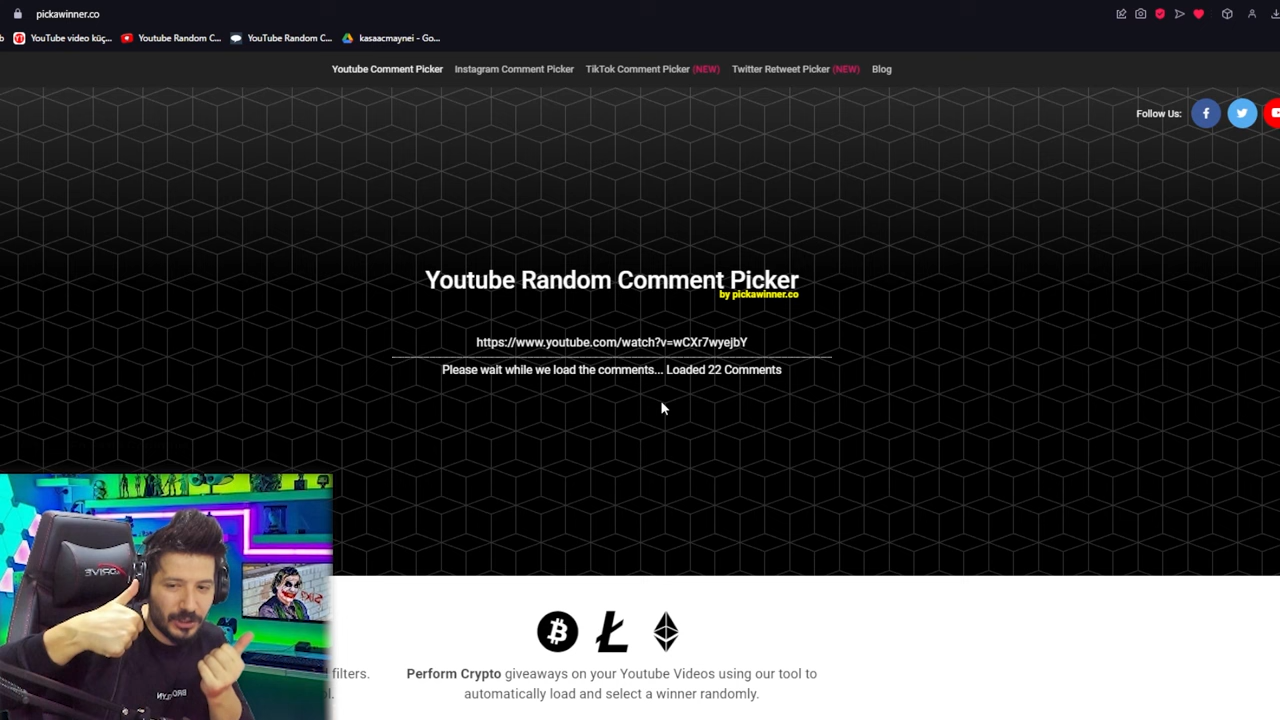 pickawinner.co
b
YouTube video küç...
Youtube Random C...
YouTube Random C...
kasaacmaynei - Go...
Youtube Comment Picker
Instagram Comment Picker
TikTok Comment Picker (NEW)
Twitter Retweet Picker (NEW)
Blog
Follow Us:
Youtube Random Comment Picker
by pickawinner.co
https://www.youtube.com/watch?v=wCXr7wyejbY
Please wait while we load the comments... Loaded 22 Comments
filters.
Perform Crypto giveaways on your Youtube Videos using our tool to
automatically load and select a winner randomly.